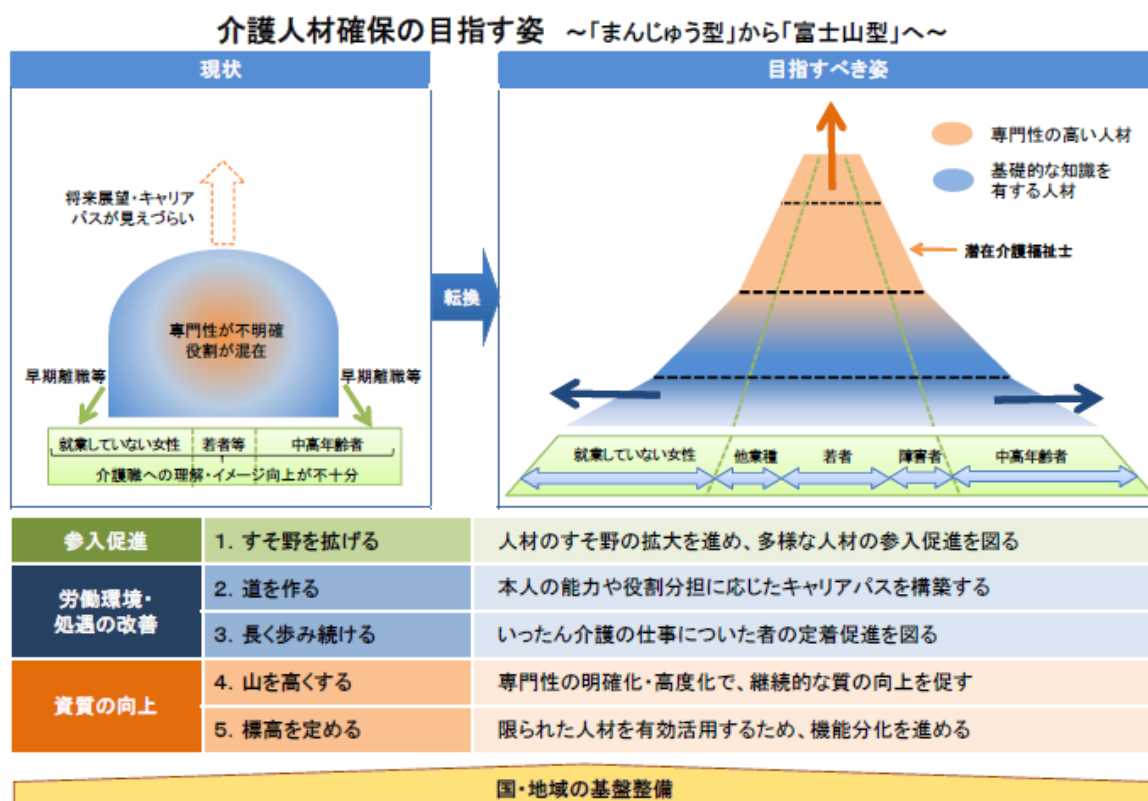 介護人材確保の目指す姿 ~「まんじゅう型」から「富士山型」へ~
現状
将来展望・キャリア
パスが見えづらい
専門性が不明確
役割が混在
早期離職等
早期離職等
就業していない女性
若者等
中高年齢者
介護職への理解・イメージ向上が不十分
転換
目指すべき姿
専門性の高い人材
基礎的な知識を
有する人材
潜在介護福祉士
就業していない女性
他業種
若者
障害者
中高年齢者
参入促進
1. すそ野を拡げる
人材のすそ野の拡大を進め、多様な人材の参入促進を図る
労働環境・
処遇の改善
2. 道を作る
本人の能力や役割分担に応じたキャリアパスを構築する
3. 長く歩み続ける
いったん介護の仕事についた者の定着促進を図る
資質の向上
4. 山を高くする
専門性の明確化・高度化で、継続的な質の向上を促す
5. 標高を定める
限られた人材を有効活用するため、機能分化を進める
国・地域の基盤整備